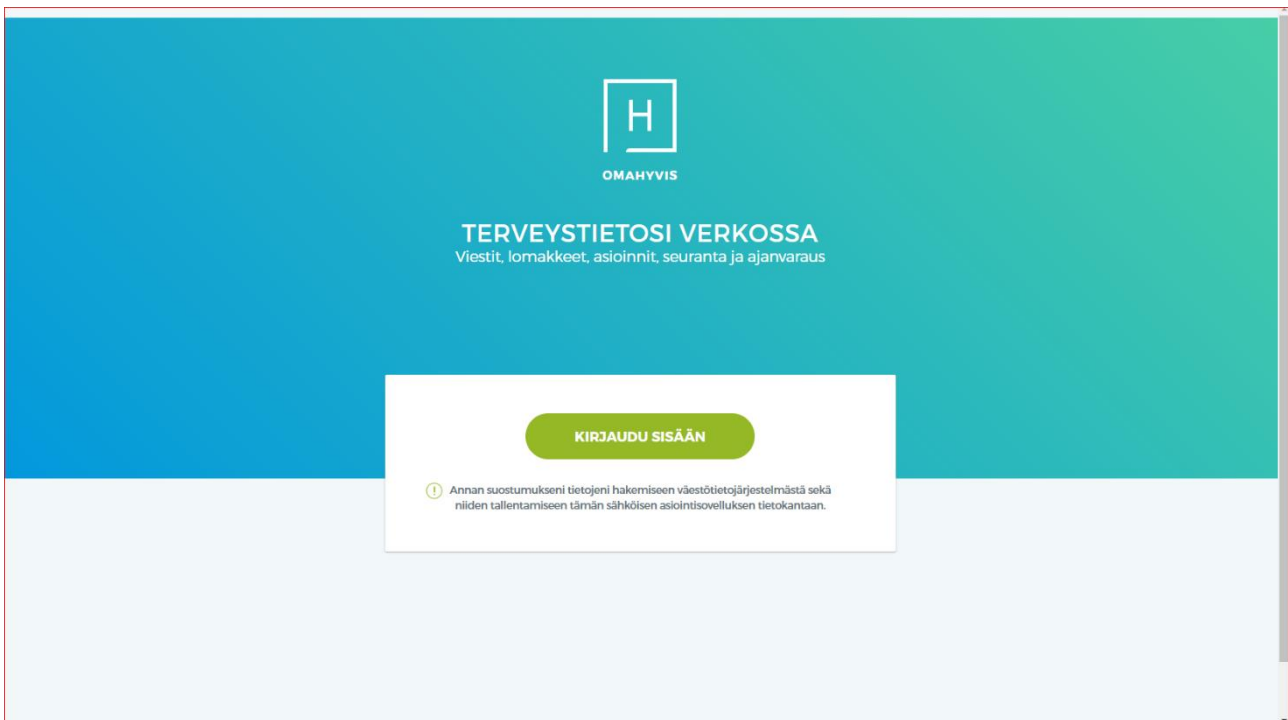 H
OMAHYVIS
TERVEYSTIETOSI VERKOSSA
Viestit, lomakkeet, asioinnit, seuranta ja ajanvaraus
KIRJAUDU SISÄÄN
! Annan suostumukseni tietojeni hakemiseen väestötietojärjestelmästä sekä
niiden tallentamiseen tämän sähköisen asiointisovelluksen tietokantaan.